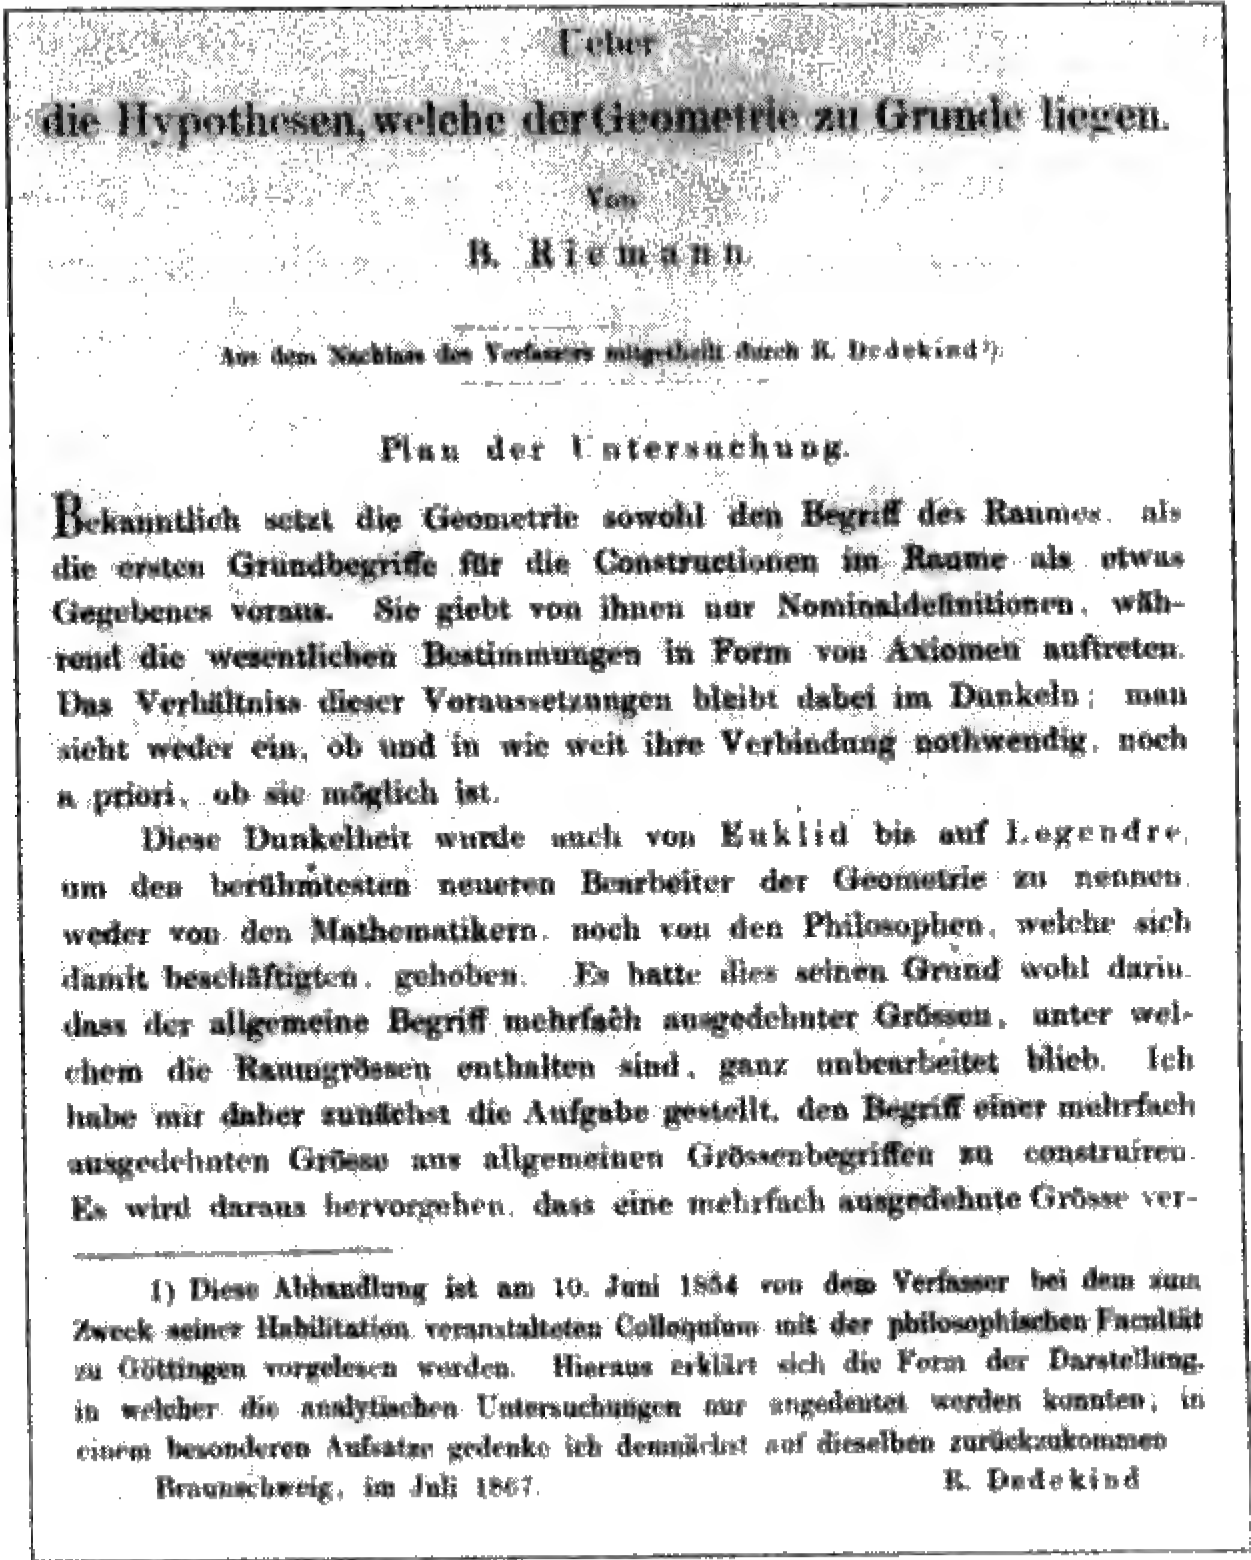 Ueber
die Hypothesen, welche der Geometrie zu Grunde liegen.
Von
B. Riemann.
Aus dem Nachlass des Verfassers mitgetheilt durch R. Dedekind¹).
Plan der Untersuchung.
Bekanntlich setzt die Geometrie sowohl den Begriff des Raumes, als
die ersten Grundbegriffe für die Constructionen im Raume als etwas
Gegebenes voraus. Sie giebt von ihnen nur Nominaldefinitionen, wäh-
rend die wesentlichen Bestimmungen in Form von Axiomen auftreten.
Das Verhältniss dieser Voraussetzungen bleibt dabei im Dunkeln; man
sieht weder ein, ob und in wie weit ihre Verbindung nothwendig, noch
a priori, ob sie möglich ist.
Diese Dunkelheit wurde auch von Euklid bis auf Legendre,
um den berühmtesten neueren Bearbeiter der Geometrie zu nennen,
weder von den Mathematikern, noch von den Philosophen, welche sich
damit beschäftigten, gehoben. Es hatte dies seinen Grund wohl darin,
dass der allgemeine Begriff mehrfach ausgedehnter Grössen, unter wel-
chem die Raumgrössen enthalten sind, ganz unbearbeitet blieb. Ich
habe mir daher zunächst die Aufgabe gestellt, den Begriff einer mehrfach
ausgedehnten Grösse aus allgemeinen Grössenbegriffen zu construiren.
Es wird daraus hervorgehen, dass eine mehrfach ausgedehnte Grösse ver-
1) Diese Abhandlung ist am 10. Juni 1854 von dem Verfasser bei dem zum
Zweck seiner Habilitation veranstalteten Colloquium mit der philosophischen Facultät
zu Göttingen vorgelesen worden. Hieraus erklärt sich die Form der Darstellung,
in welcher die analytischen Untersuchungen nur angedeutet werden konnten; in
einem besonderen Aufsatze gedenke ich demnächst auf dieselben zurückzukommen
Braunschweig, im Juli 1867. R. Dedekind